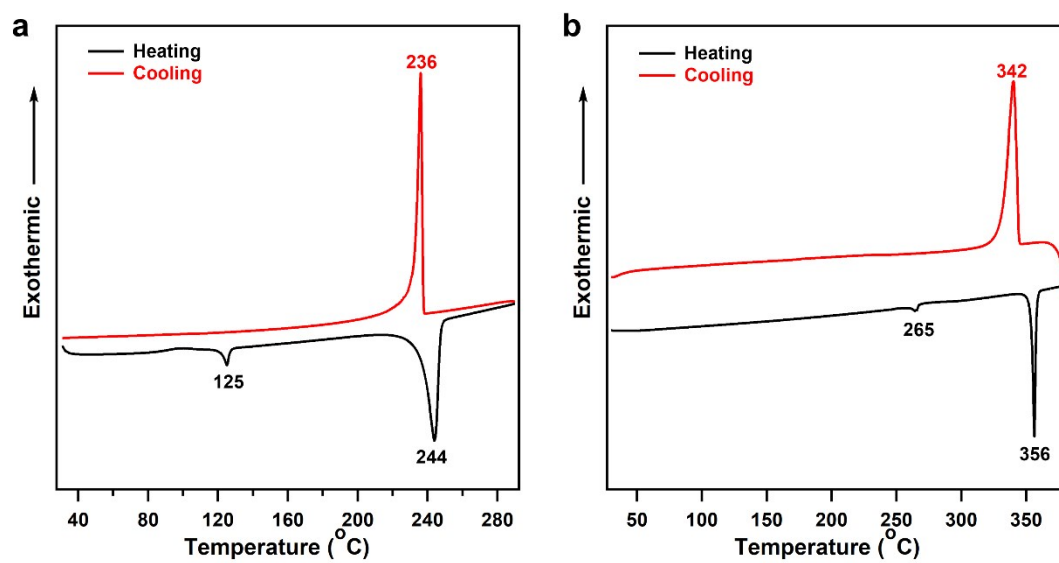 a
Heating
Cooling
236
125
244
Exothermic
40 80 120 160 200 240 280
Temperature (°C)
b
Heating
Cooling
342
265
356
Exothermic
50 100 150 200 250 300 350
Temperature (°C)